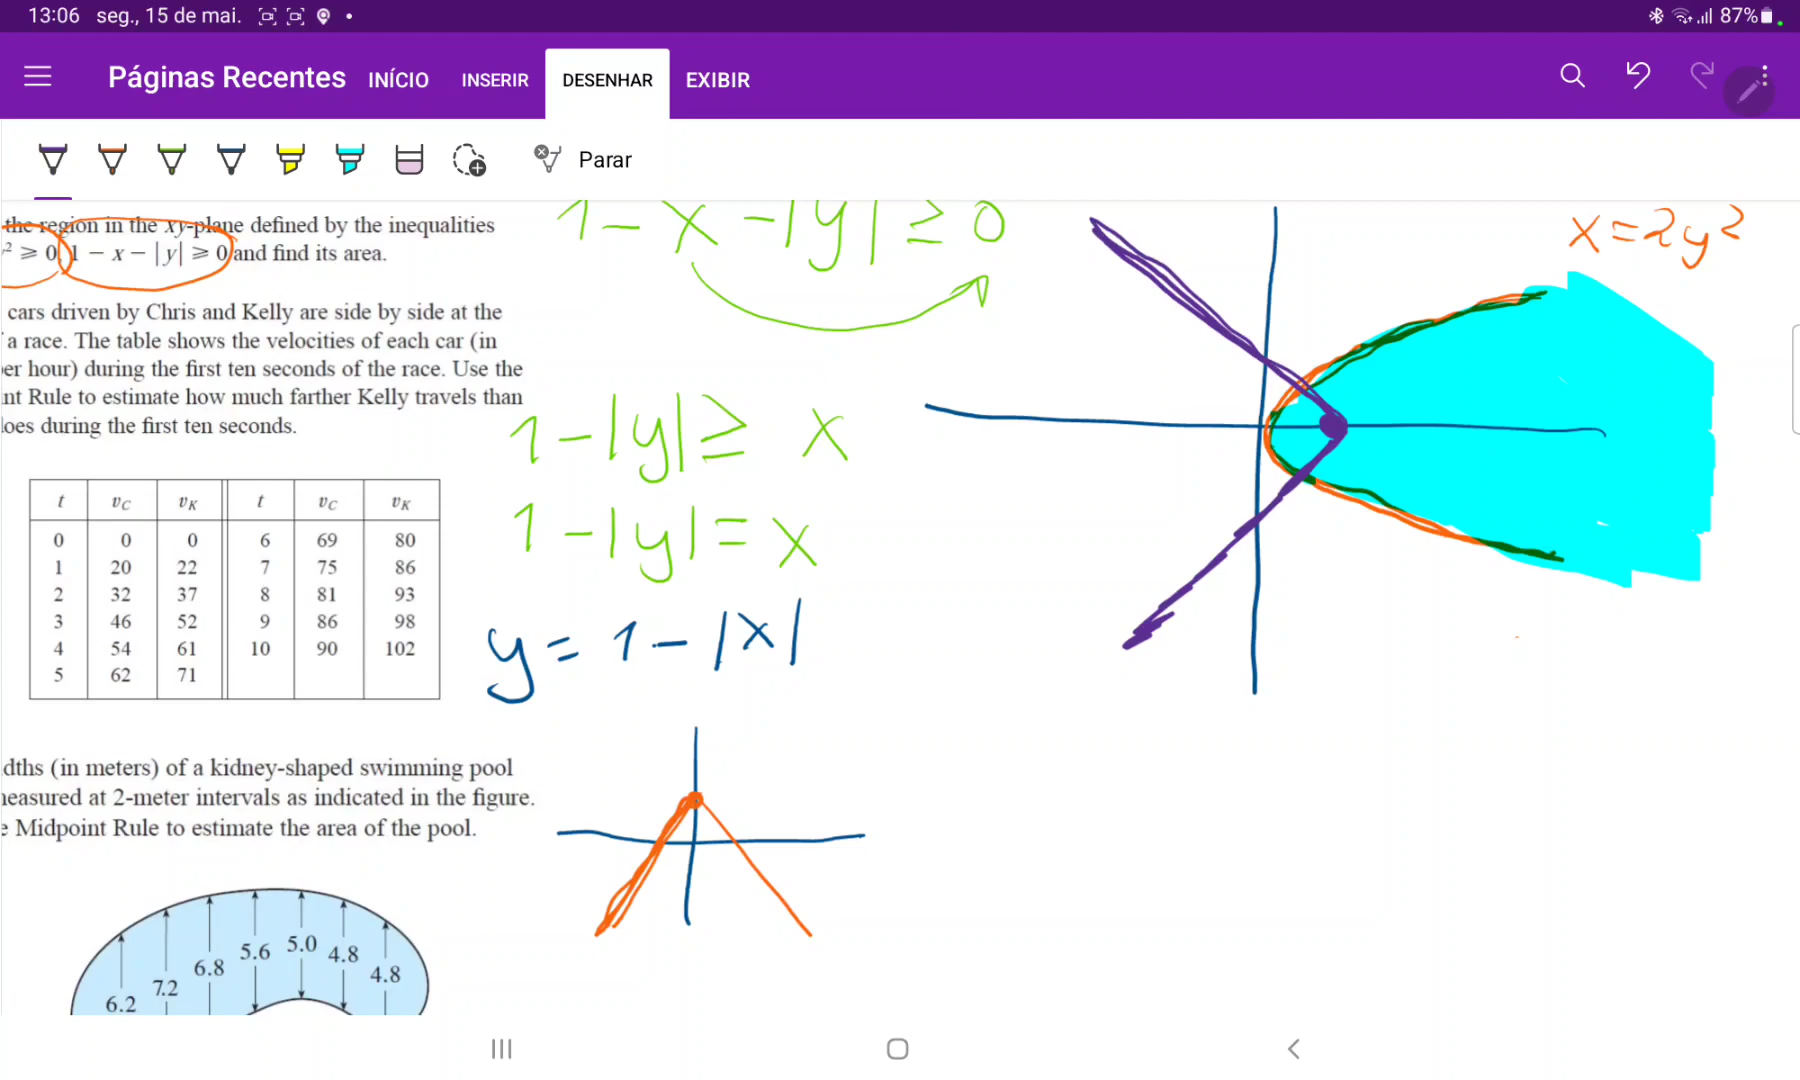 13:06 seg., 15 de mai. 87%
Páginas Recentes INÍCIO INSERIR DESENHAR EXIBIR
Parar
the region in the xy-plane defined by the inequalities
² ⩾ 0, 1 − x − |y| ⩾ 0 and find its area.
cars driven by Chris and Kelly are side by side at the
a race. The table shows the velocities of each car (in
er hour) during the first ten seconds of the race. Use the
nt Rule to estimate how much farther Kelly travels than
loes during the first ten seconds.
t vC vK t vC vK
0 0 0 6 69 80
1 20 22 7 75 86
2 32 37 8 81 93
3 46 52 9 86 98
4 54 61 10 90 102
5 62 71
dths (in meters) of a kidney-shaped swimming pool
neasured at 2-meter intervals as indicated in the figure.
e Midpoint Rule to estimate the area of the pool.
6.2 7.2 6.8 5.6 5.0 4.8 4.8
1 - x - |y| ≥ 0
1 - |y| ≥ x
1 - |y| = x
y = 1 - |x|
x = 2y²